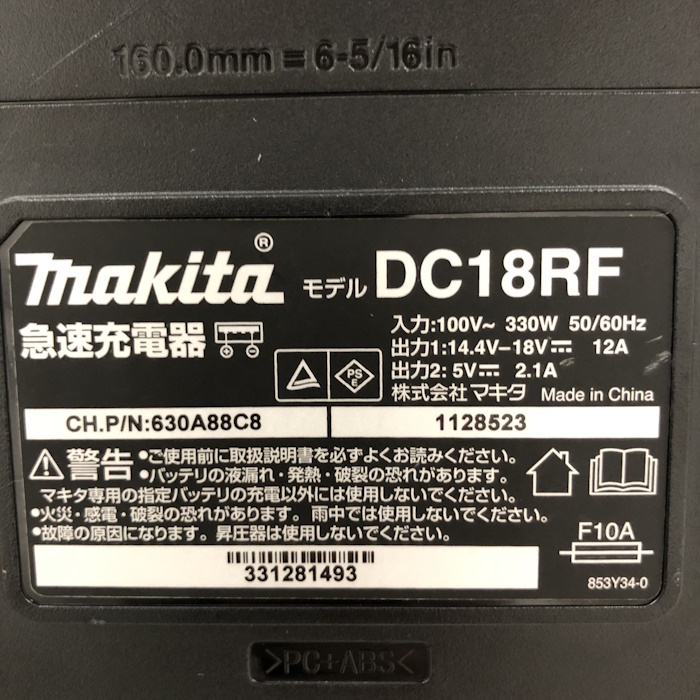 160.0mm = 6-5/16in
makita® モデル DC18RF
急速充電器
入力:100V~ 330W 50/60Hz
出力1:14.4V-18V⎓ 12A
出力2: 5V⎓ 2.1A
株式会社マキタ Made in China
PS
E
CH.P/N:630A88C8
1128523
⚠警告 •ご使用前に取扱説明書を必ずよくお読みください。
•バッテリの液漏れ・発熱・破裂の恐れがあります。
マキタ専用の指定バッテリの充電以外には使用しないでください。
•火災・感電・破裂の恐れがあります。 雨中では使用しないでください。
•故障の原因になります。昇圧器は使用しないでください。
F10A
331281493
853Y34-0
>PC+ABS<